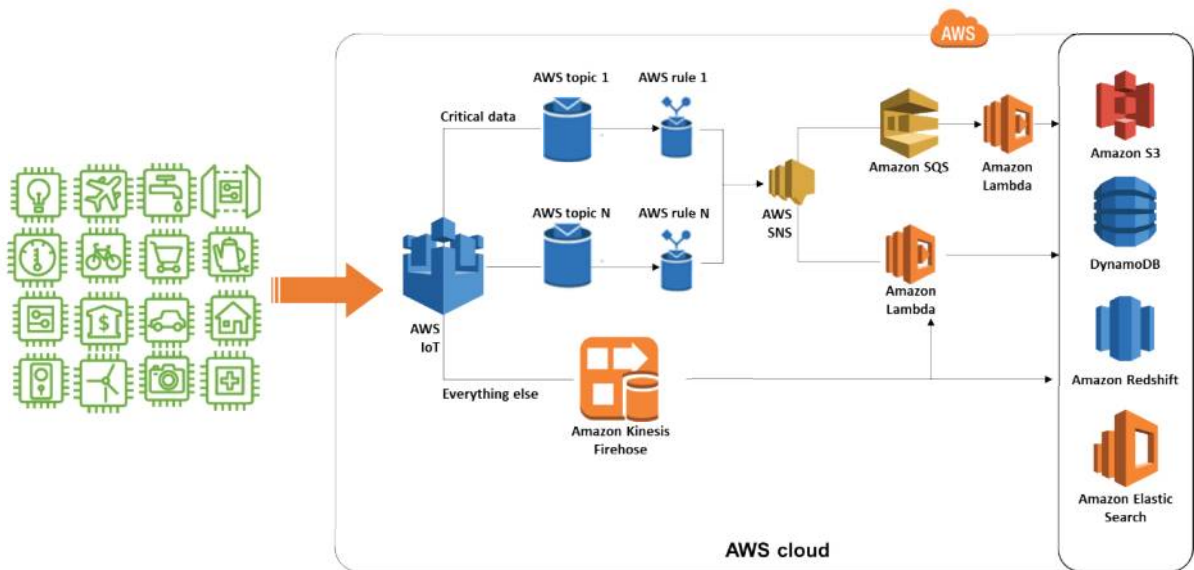 AWS
AWS topic 1
AWS rule 1
Critical data
Amazon SQS
Amazon
Lambda
Amazon S3
AWS topic N
AWS rule N
AWS
SNS
DynamoDB
Amazon
Lambda
AWS
IoT
Everything else
Amazon Kinesis
Firehose
Amazon Redshift
Amazon Elastic
Search
AWS cloud
$